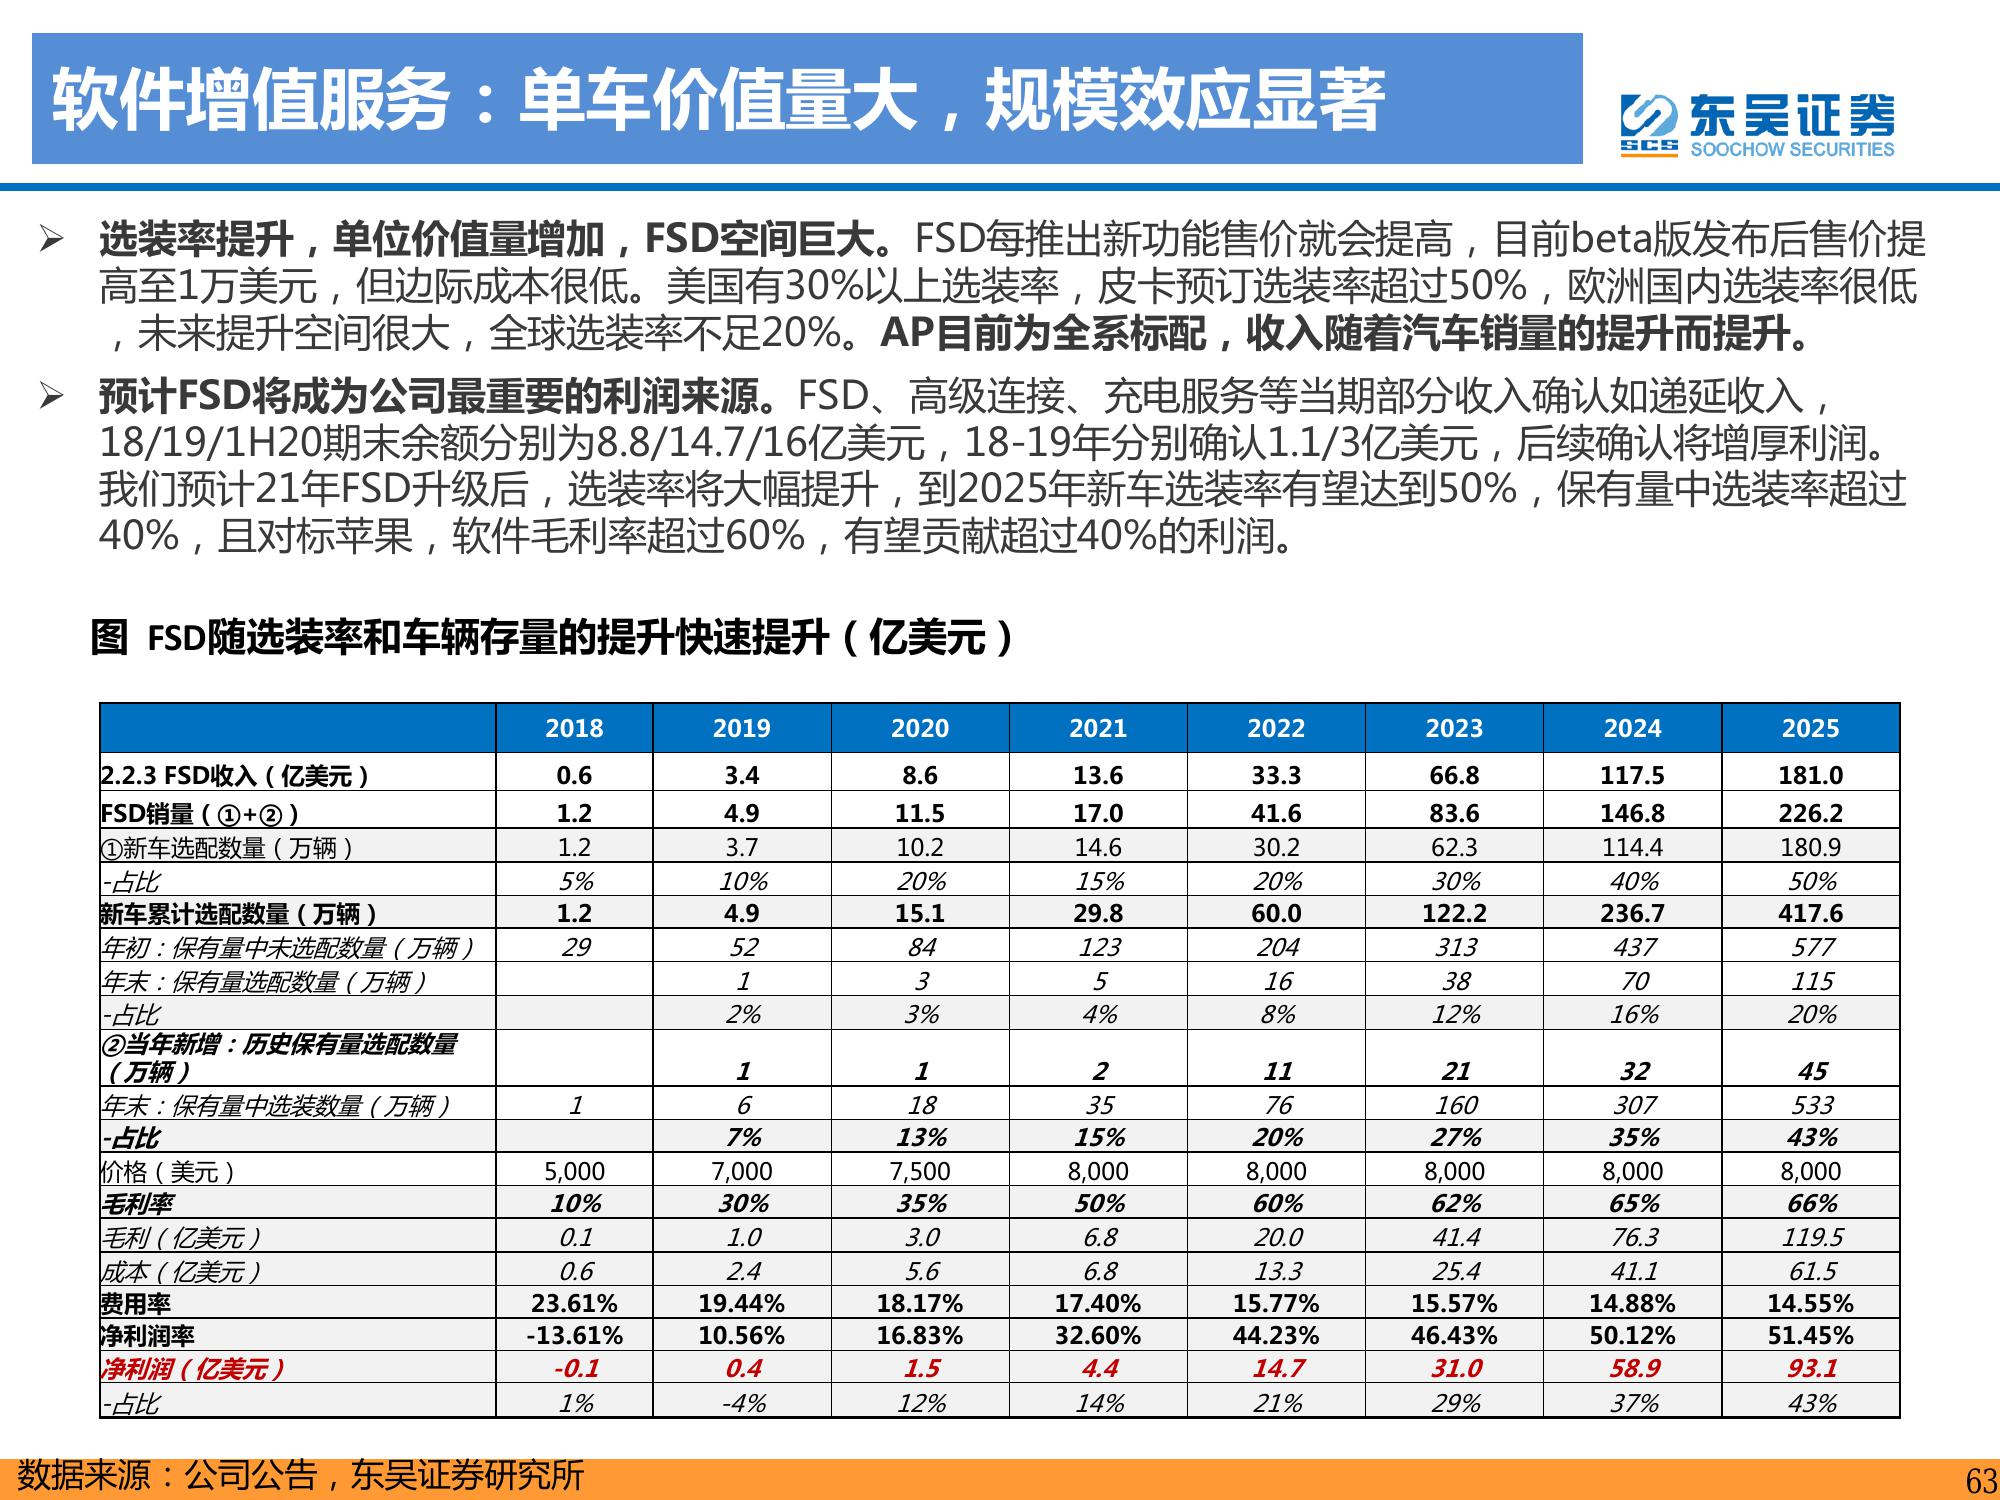 软件增值服务：单车价值量大，规模效应显著
东吴证券
SCS
SOOCHOW SECURITIES
➢ 选装率提升，单位价值量增加，FSD空间巨大。FSD每推出新功能售价就会提高，目前beta版发布后售价提
高至1万美元，但边际成本很低。美国有30%以上选装率，皮卡预订选装率超过50%，欧洲国内选装率很低
，未来提升空间很大，全球选装率不足20%。AP目前为全系标配，收入随着汽车销量的提升而提升。
➢ 预计FSD将成为公司最重要的利润来源。FSD、高级连接、充电服务等当期部分收入确认如递延收入，
18/19/1H20期末余额分别为8.8/14.7/16亿美元，18-19年分别确认1.1/3亿美元，后续确认将增厚利润。
我们预计21年FSD升级后，选装率将大幅提升，到2025年新车选装率有望达到50%，保有量中选装率超过
40%，且对标苹果，软件毛利率超过60%，有望贡献超过40%的利润。
图 FSD随选装率和车辆存量的提升快速提升（亿美元）
2018 2019 2020 2021 2022 2023 2024 2025
2.2.3 FSD收入（亿美元） 0.6 3.4 8.6 13.6 33.3 66.8 117.5 181.0
FSD销量（①+②） 1.2 4.9 11.5 17.0 41.6 83.6 146.8 226.2
①新车选配数量（万辆） 1.2 3.7 10.2 14.6 30.2 62.3 114.4 180.9
-占比 5% 10% 20% 15% 20% 30% 40% 50%
新车累计选配数量（万辆） 1.2 4.9 15.1 29.8 60.0 122.2 236.7 417.6
年初：保有量中未选配数量（万辆） 29 52 84 123 204 313 437 577
年末：保有量选配数量（万辆） 1 3 5 16 38 70 115
-占比 2% 3% 4% 8% 12% 16% 20%
②当年新增：历史保有量选配数量
（万辆） 1 1 2 11 21 32 45
年末：保有量中选装数量（万辆） 1 6 18 35 76 160 307 533
-占比 7% 13% 15% 20% 27% 35% 43%
价格（美元） 5,000 7,000 7,500 8,000 8,000 8,000 8,000 8,000
毛利率 10% 30% 35% 50% 60% 62% 65% 66%
毛利（亿美元） 0.1 1.0 3.0 6.8 20.0 41.4 76.3 119.5
成本（亿美元） 0.6 2.4 5.6 6.8 13.3 25.4 41.1 61.5
费用率 23.61% 19.44% 18.17% 17.40% 15.77% 15.57% 14.88% 14.55%
净利润率 -13.61% 10.56% 16.83% 32.60% 44.23% 46.43% 50.12% 51.45%
净利润（亿美元） -0.1 0.4 1.5 4.4 14.7 31.0 58.9 93.1
-占比 1% -4% 12% 14% 21% 29% 37% 43%
数据来源：公司公告，东吴证券研究所
63